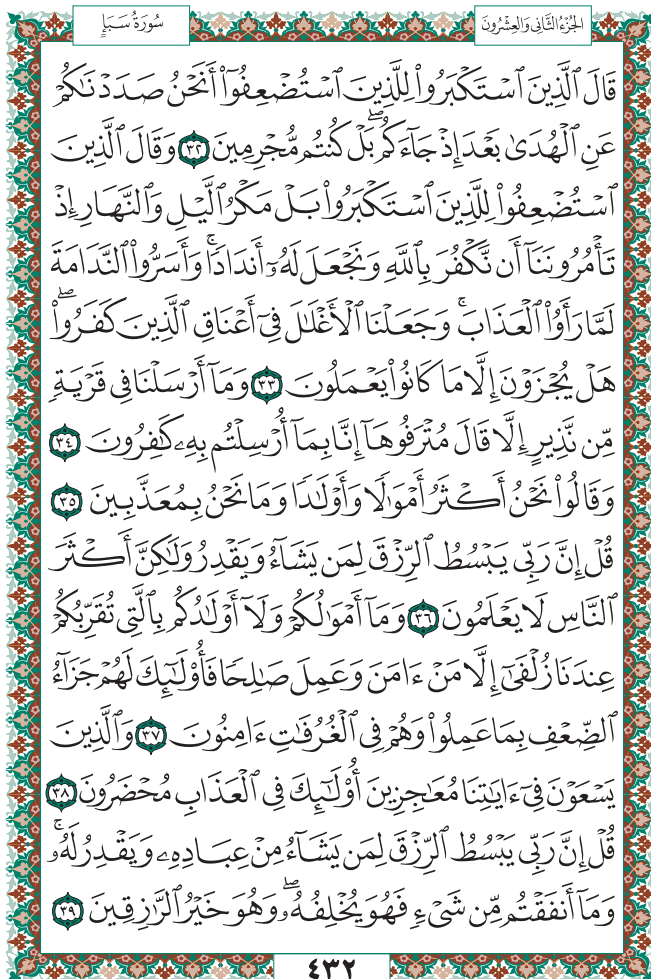 الجُزْءُ الثَّانِي وَالعِشْرُونَ
سُورَةُ سَبَإٍ
قَالَ ٱلَّذِينَ ٱسۡتَكۡبَرُواْ لِلَّذِينَ ٱسۡتُضۡعِفُوٓاْ أَنَحۡنُ صَدَدۡنَٰكُمۡ
عَنِ ٱلۡهُدَىٰ بَعۡدَ إِذۡ جَآءَكُمۖ بَلۡ كُنتُم مُّجۡرِمِينَ ٣٢ وَقَالَ ٱلَّذِينَ
ٱسۡتُضۡعِفُواْ لِلَّذِينَ ٱسۡتَكۡبَرُواْ بَلۡ مَكۡرُ ٱلَّيۡلِ وَٱلنَّهَارِ إِذۡ
تَأۡمُرُونَنَآ أَن نَّكۡفُرَ بِٱللَّهِ وَنَجۡعَلَ لَهُۥٓ أَندَادٗاۚ وَأَسَرُّواْ ٱلنَّدَامَةَ
لَمَّا رَأَوُاْ ٱلۡعَذَابَۚ وَجَعَلۡنَا ٱلۡأَغۡلَٰلَ فِيٓ أَعۡنَاقِ ٱلَّذِينَ كَفَرُواْۖ
هَلۡ يُجۡزَوۡنَ إِلَّا مَا كَانُواْ يَعۡمَلُونَ ٣٣ وَمَآ أَرۡسَلۡنَا فِي قَرۡيَةٖ
مِّن نَّذِيرٍ إِلَّا قَالَ مُتۡرَفُوهَآ إِنَّا بِمَآ أُرۡسِلۡتُم بِهِۦ كَٰفِرُونَ ٣٤
وَقَالُواْ نَحۡنُ أَكۡثَرُ أَمۡوَٰلٗا وَأَوۡلَٰدٗا وَمَا نَحۡنُ بِمُعَذَّبِينَ ٣٥
قُلۡ إِنَّ رَبِّي يَبۡسُطُ ٱلرِّزۡقَ لِمَن يَشَآءُ وَيَقۡدِرُ وَلَٰكِنَّ أَكۡثَرَ
ٱلنَّاسِ لَا يَعۡلَمُونَ ٣٦ وَمَآ أَمۡوَٰلُكُمۡ وَلَآ أَوۡلَٰدُكُم بِٱلَّتِي تُقَرِّبُكُمۡ
عِندَنَا زُلۡفَىٰٓ إِلَّا مَنۡ ءَامَنَ وَعَمِلَ صَٰلِحٗا فَأُوْلَٰٓئِكَ لَهُمۡ جَزَآءُ
ٱلضِّعۡفِ بِمَا عَمِلُواْ وَهُمۡ فِي ٱلۡغُرُفَٰتِ ءَامِنُونَ ٣٧ وَٱلَّذِينَ
يَسۡعَوۡنَ فِيٓ ءَايَٰتِنَا مُعَٰجِزِينَ أُوْلَٰٓئِكَ فِي ٱلۡعَذَابِ مُحۡضَرُونَ ٣٨
قُلۡ إِنَّ رَبِّي يَبۡسُطُ ٱلرِّزۡقَ لِمَن يَشَآءُ مِنۡ عِبَادِهِۦ وَيَقۡدِرُ لَهُۥۚ
وَمَآ أَنفَقۡتُم مِّن شَيۡءٖ فَهُوَ يُخۡلِفُهُۥۖ وَهُوَ خَيۡرُ ٱلرَّٰزِقِينَ ٣٩
٤٣٢